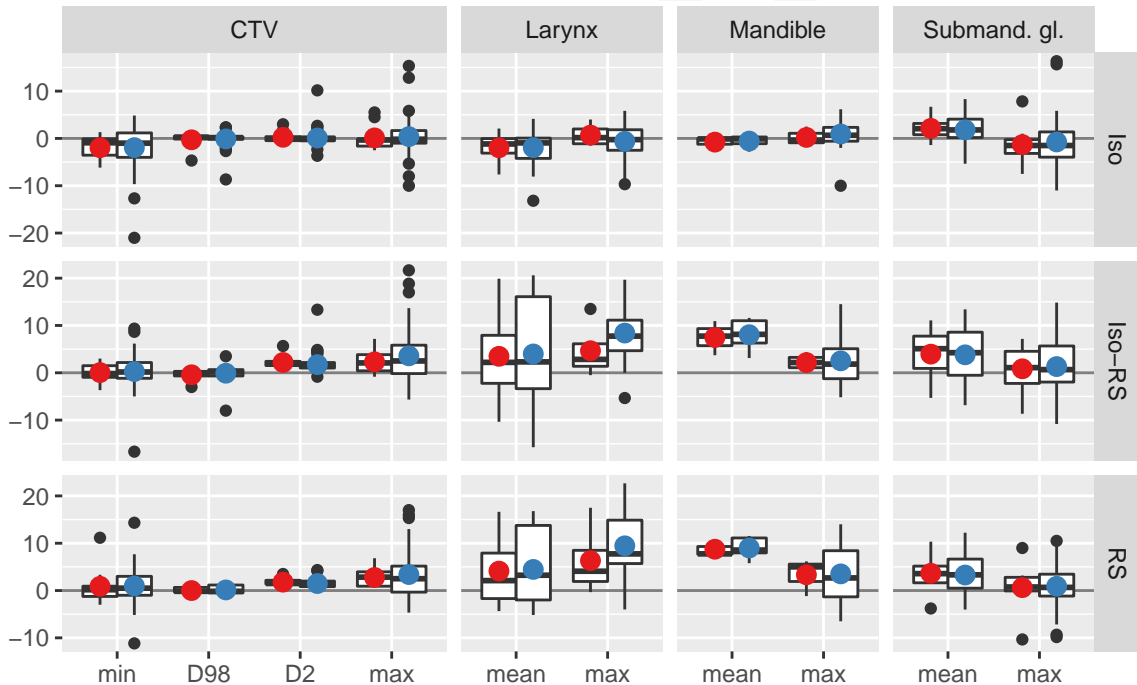 CTV Larynx Mandible Submand. gl.
10
0
−10
−20
Iso
20
10
0
−10
Iso−RS
20
10
0
−10
RS
min D98 D2 max mean max mean max mean max